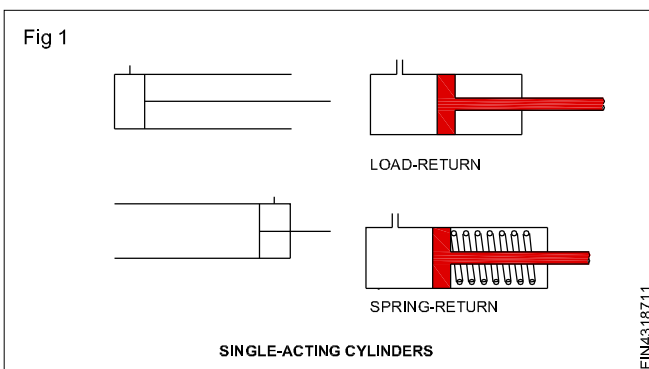 Fig 1
LOAD-RETURN
SPRING-RETURN
SINGLE-ACTING CYLINDERS
FIN4318711